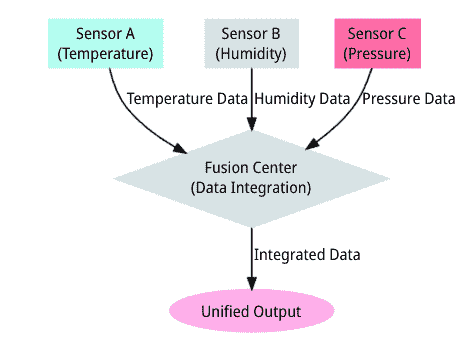 Sensor A
(Temperature)
Sensor B
(Humidity)
Sensor C
(Pressure)
Temperature Data
Humidity Data
Pressure Data
Fusion Center
(Data Integration)
Integrated Data
Unified Output